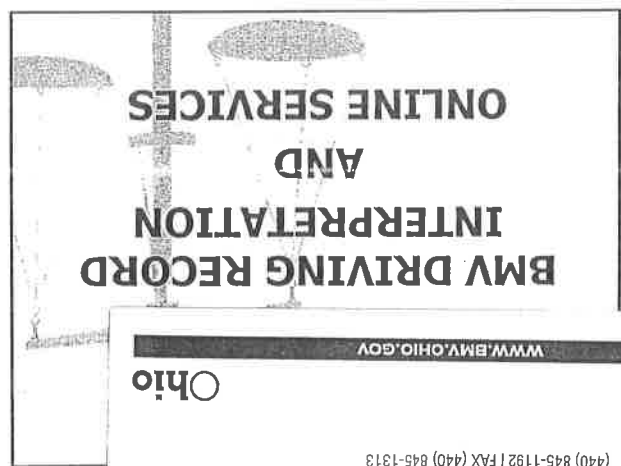 (440) 845-1192 / FAX (440) 845-1313
Ohio
WWW.BMV.OHIO.GOV
BMV DRIVING RECORD
INTERPRETATION
AND
ONLINE SERVICES